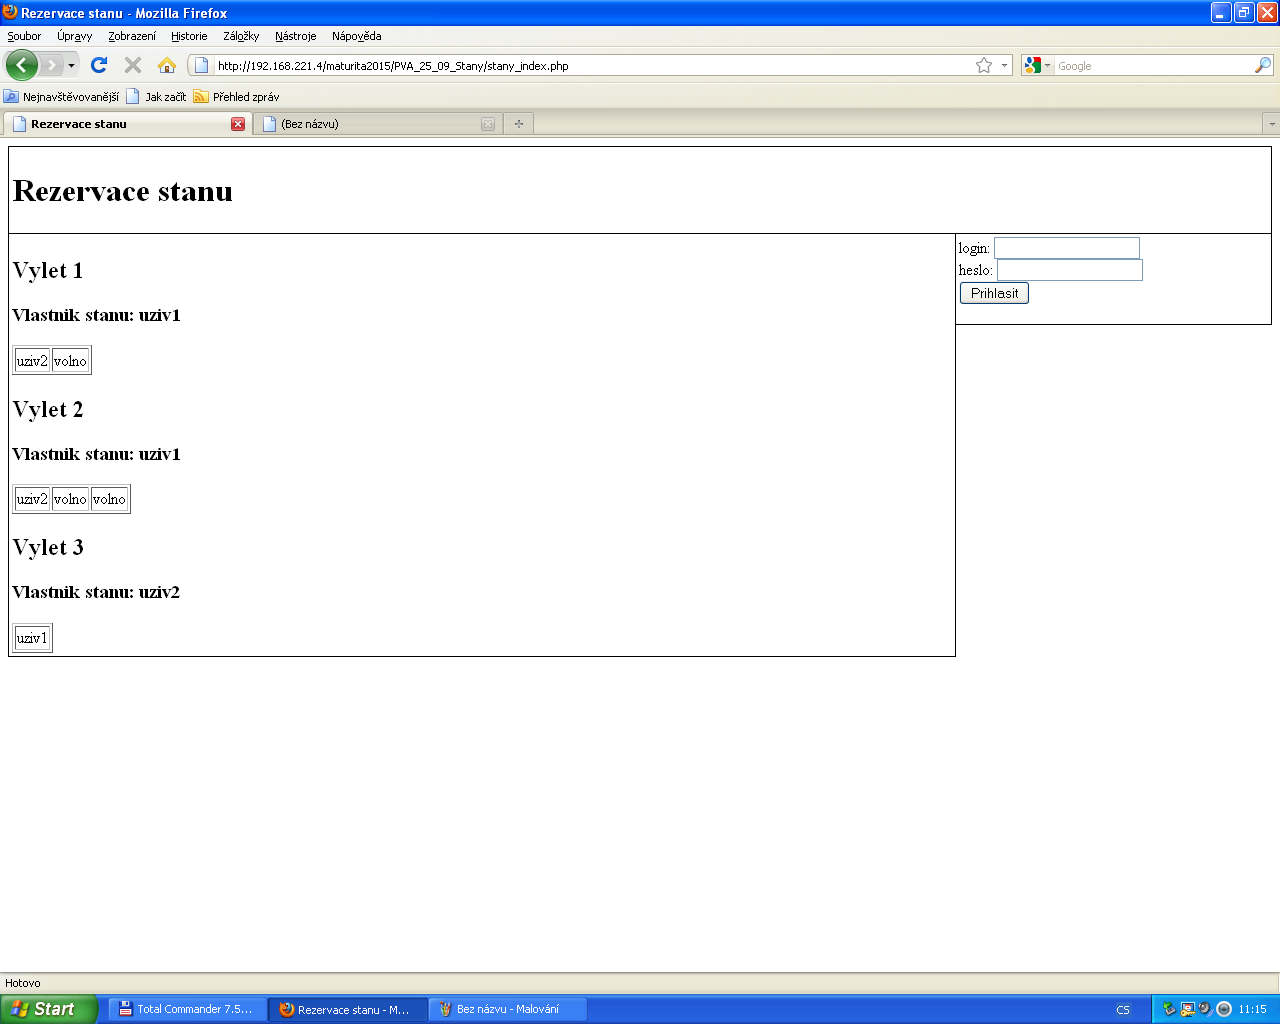 Rezervace stanu - Mozilla Firefox
Soubor Úpravy Zobrazení Historie Záložky Nástroje Nápověda
http://192.168.221.4/maturita2015/PVA_25_09_Stany/stany_index.php Google
Nejnavštěvovanější Jak začít Přehled zpráv
Rezervace stanu (Bez názvu)
Rezervace stanu
login:
heslo:
Prihlasit
Vylet 1
Vlastnik stanu: uziv1
uziv2 volno
Vylet 2
Vlastnik stanu: uziv1
uziv2 volno volno
Vylet 3
Vlastnik stanu: uziv2
uziv1
Hotovo
Start Total Commander 7.5... Rezervace stanu - M... Bez názvu - Malování CS 11:15